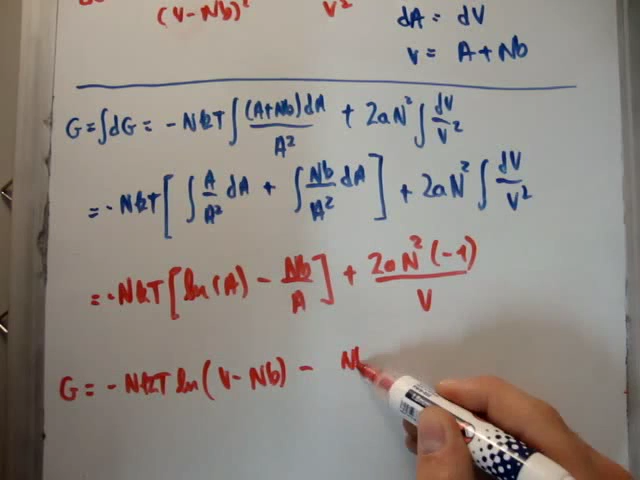 (V-Nb)² V²
dA = dV
V = A + Nb
G = ∫dG = -NkT ∫ (A+Nb)dA / A² + 2aN² ∫ dV / V²
= -NkT [ ∫ A / A² dA + ∫ Nb / A² dA ] + 2aN² ∫ dV / V²
= -NkT [ ln(A) - Nb / A ] + 2aN² (-1) / V
G = -NkT ln(V - Nb) - Nk